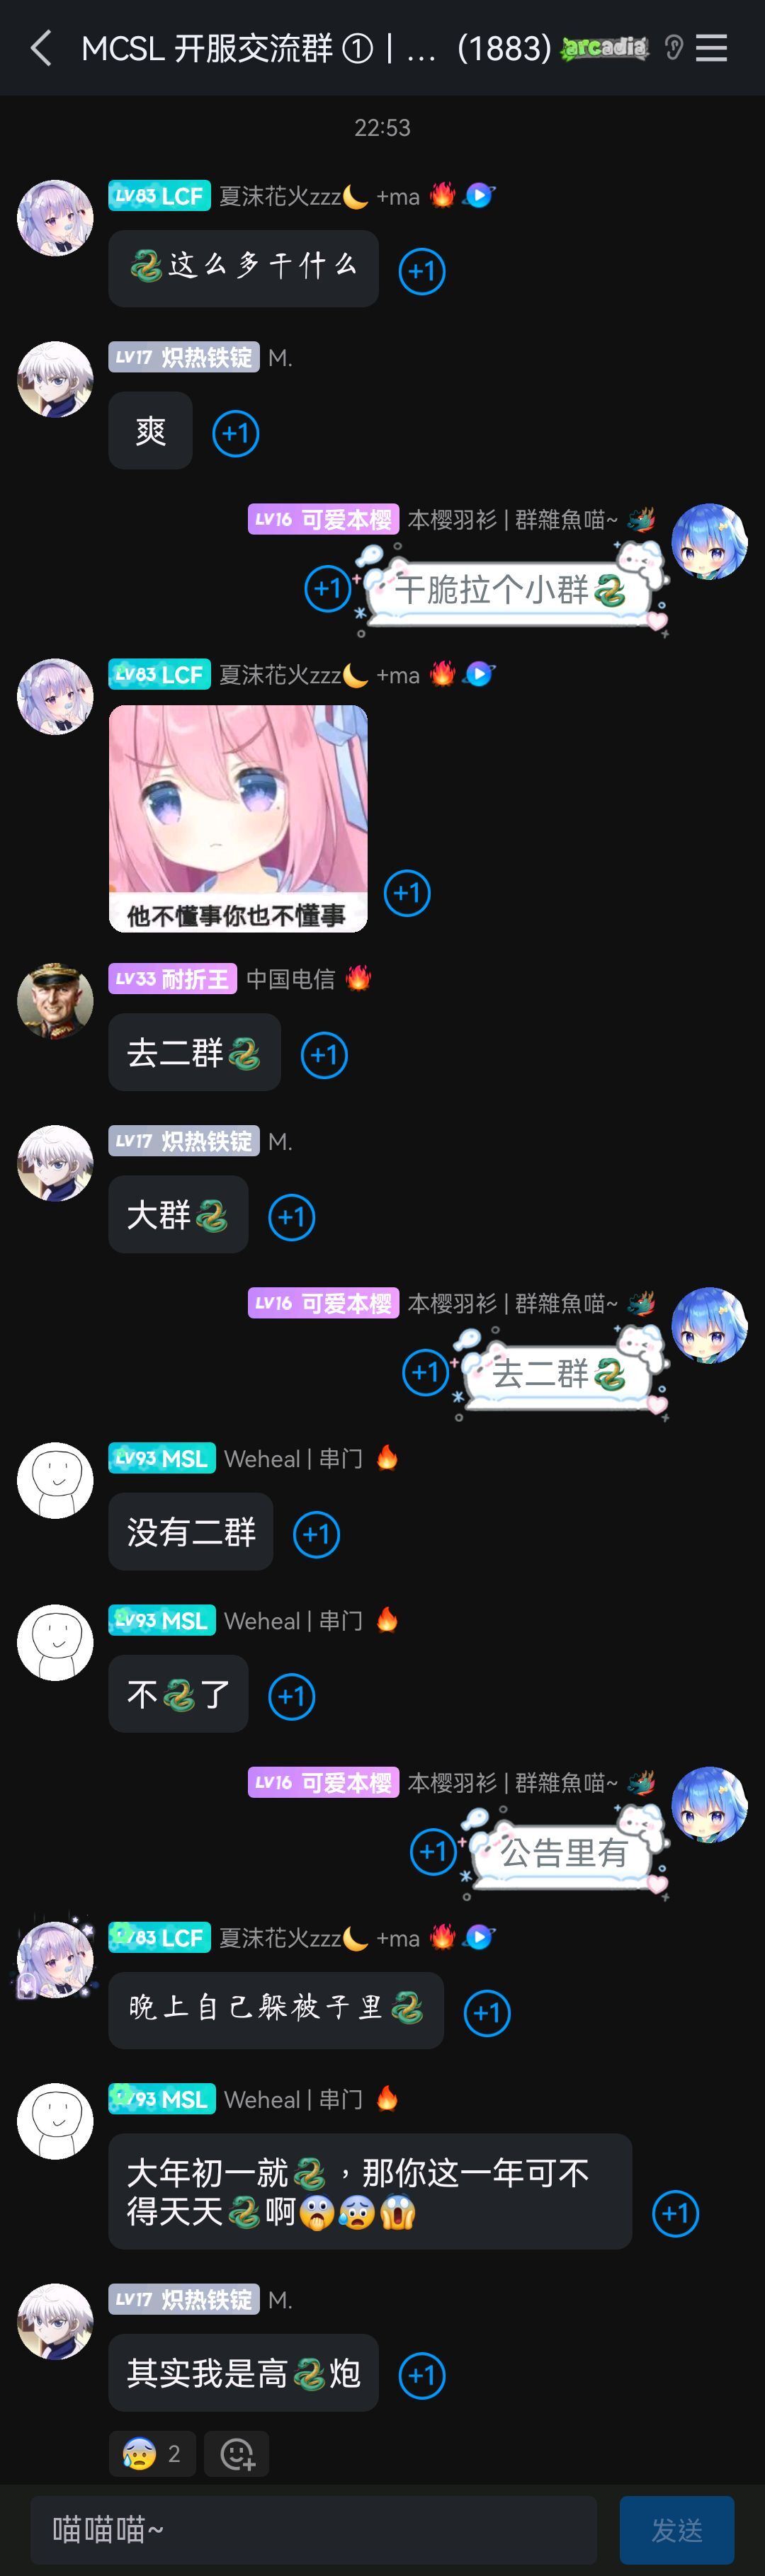 MCSL 开服交流群 ①丨… (1883) arcadia
22:53
LV83 LCF 夏沫花火zzz🌙 +ma 🔥
🐍这么多干什么
+1
LV17 炽热铁锭 M.
爽
+1
LV16 可爱本樱 本樱羽衫 | 群雜魚喵~ 🐲
+1
干脆拉个小群🐍
LV83 LCF 夏沫花火zzz🌙 +ma 🔥
他不懂事你也不懂事
+1
LV33 耐折王 中国电信 🔥
去二群🐍
+1
LV17 炽热铁锭 M.
大群🐍
+1
LV16 可爱本樱 本樱羽衫 | 群雜魚喵~ 🐲
+1
去二群🐍
LV93 MSL Weheal | 串门 🔥
没有二群
+1
LV93 MSL Weheal | 串门 🔥
不🐍了
+1
LV16 可爱本樱 本樱羽衫 | 群雜魚喵~ 🐲
+1
公告里有
LV83 LCF 夏沫花火zzz🌙 +ma 🔥
晚上自己躲被子里🐍
+1
LV93 MSL Weheal | 串门 🔥
大年初一就🐍，那你这一年可不
得天天🐍啊😨😰😱
+1
LV17 炽热铁锭 M.
其实我是高🐍炮
+1
😰 2
喵喵喵~
发送